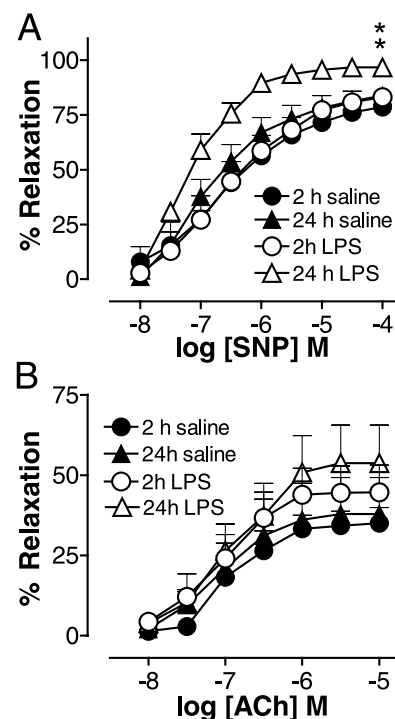 A
*
*
100
75
50
25
0
% Relaxation
2 h saline
24 h saline
2h LPS
24 h LPS
-8 -7 -6 -5 -4
log [SNP] M
B
75
50
25
0
% Relaxation
2 h saline
24h saline
2h LPS
24h LPS
-8 -7 -6 -5
log [ACh] M